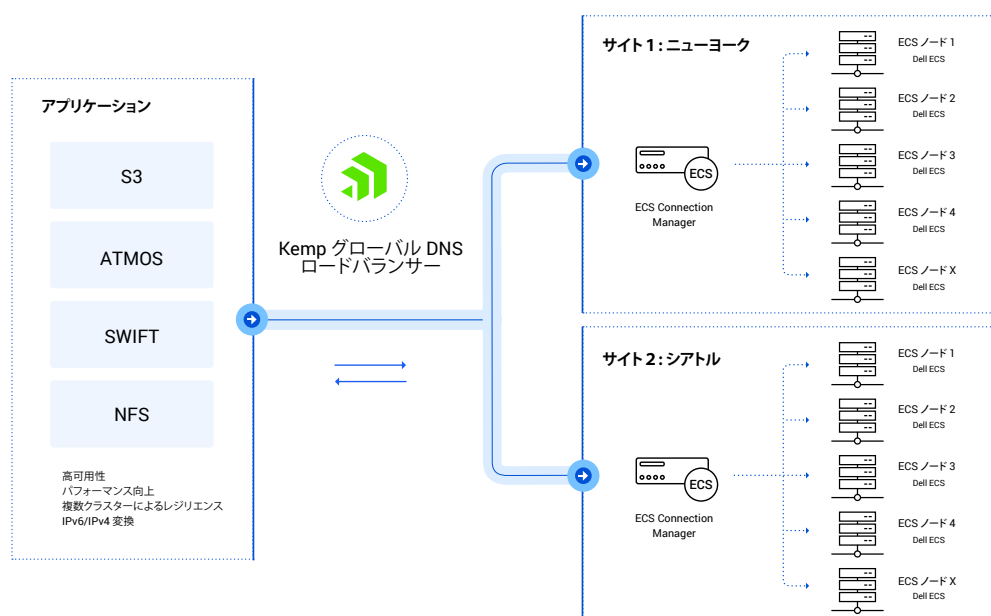 アプリケーション
S3
ATMOS
SWIFT
NFS
高可用性
パフォーマンス向上
複数クラスターによるレジリエンス
IPv6/IPv4 変換
Kemp グローバル DNS
ロードバランサー
サイト1:ニューヨーク
ECS
ECS Connection
Manager
ECS ノード 1
Dell ECS
ECS ノード 2
Dell ECS
ECS ノード 3
Dell ECS
ECS ノード 4
Dell ECS
ECS ノード X
Dell ECS
サイト2:シアトル
ECS
ECS Connection
Manager
ECS ノード 1
Dell ECS
ECS ノード 2
Dell ECS
ECS ノード 3
Dell ECS
ECS ノード 4
Dell ECS
ECS ノード X
Dell ECS